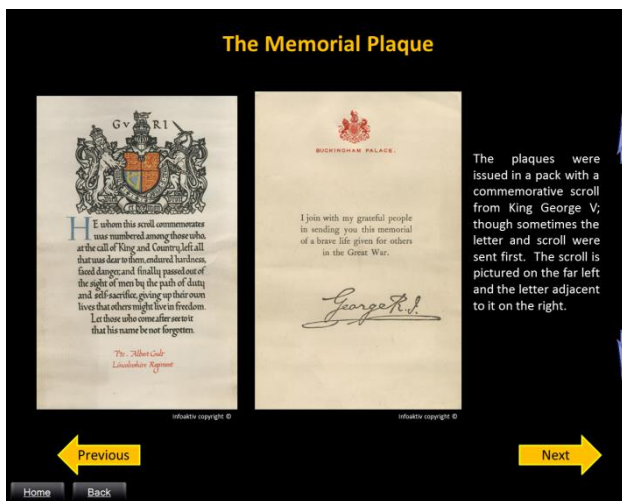 The Memorial Plaque
G V R I
HE whom this scroll commemorates
was numbered among those who,
at the call of King and Country, left all
that was dear to them, endured hardness,
faced danger, and finally passed out of
the sight of men by the path of duty
and self-sacrifice, giving up their own
lives that others might live in freedom.
Let those who come after see to it
that his name be not forgotten.
Pte. Albert Cult
Lincolnshire Regiment
Infoaktiv copyright ©
BUCKINGHAM PALACE.
I join with my grateful people
in sending you this memorial
of a brave life given for others
in the Great War.
George R.I.
Infoaktiv copyright ©
The plaques were
issued in a pack with a
commemorative scroll
from King George V;
though sometimes the
letter and scroll were
sent first. The scroll is
pictured on the far left
and the letter adjacent
to it on the right.
Previous
Next
Home
Back